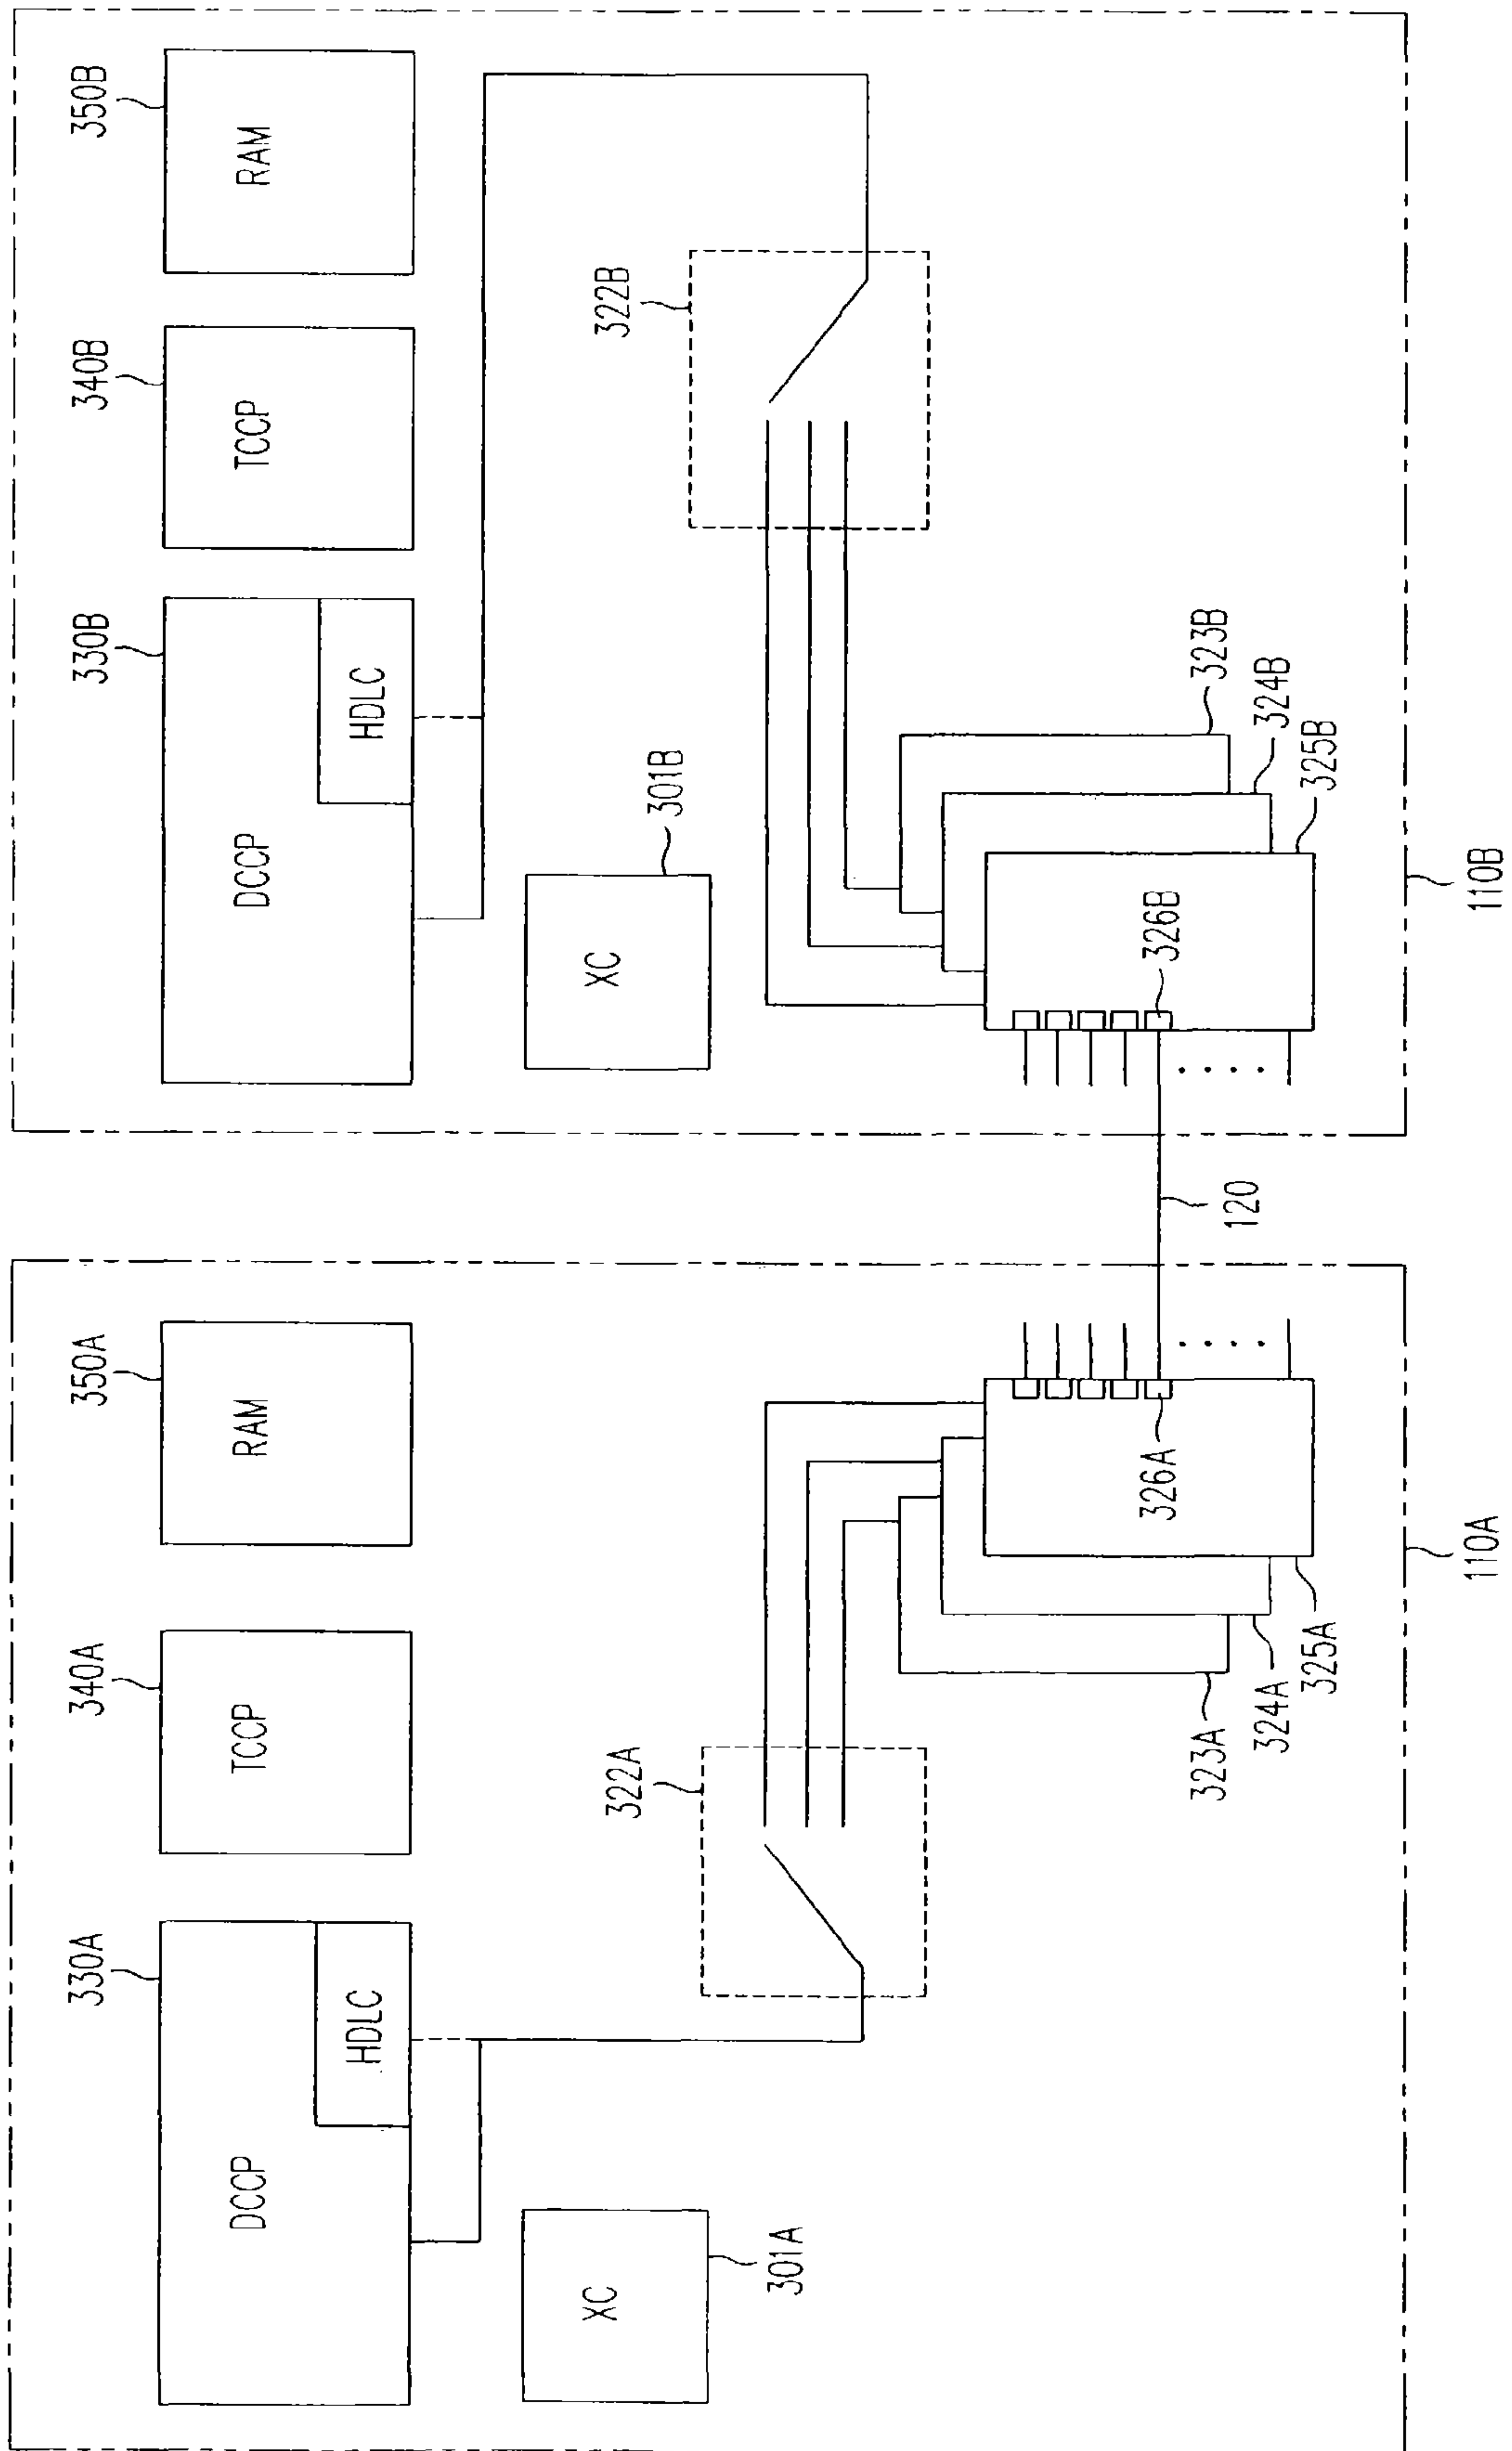 330A
340A
350A
DCCP
HDLC
TCCP
RAM
XC
301A
322A
323A
324A
325A
326A
110A
120
330B
340B
350B
DCCP
HDLC
TCCP
RAM
XC
301B
322B
323B
324B
325B
326B
110B